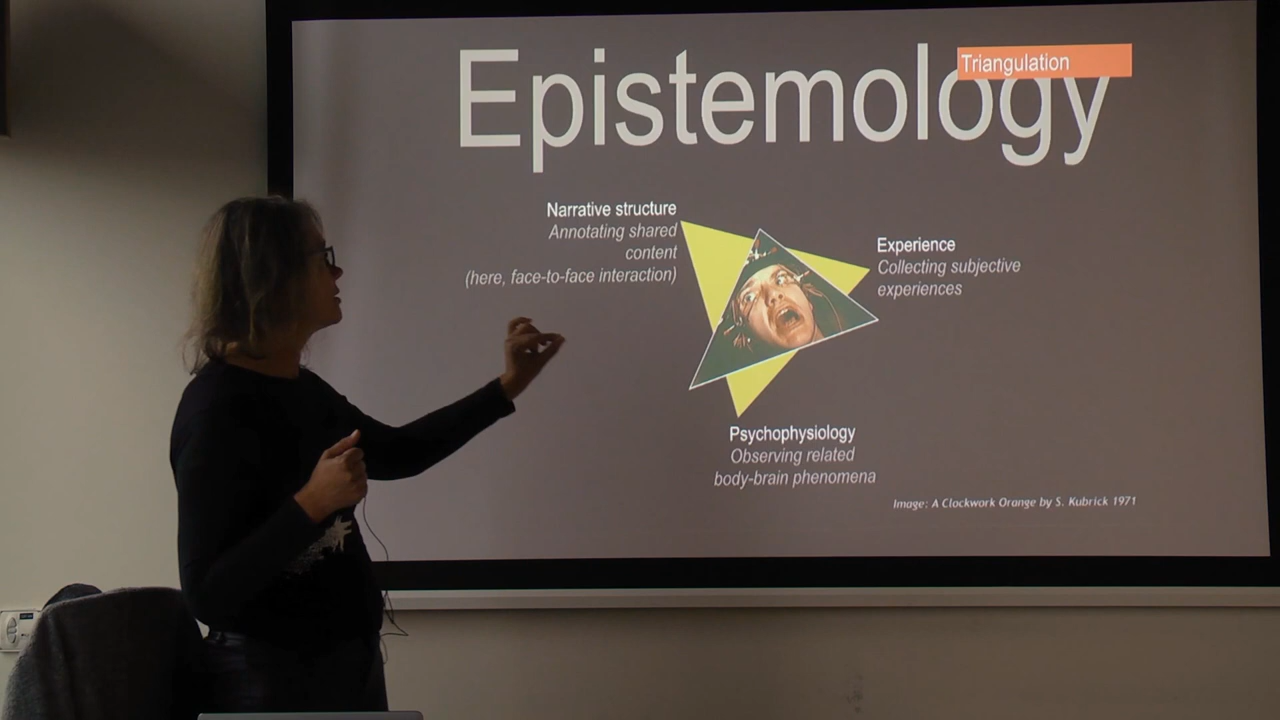 Epistemology
Triangulation
Narrative structure
Annotating shared
content
(here, face-to-face interaction)
Experience
Collecting subjective
experiences
Psychophysiology
Observing related
body-brain phenomena
Image: A Clockwork Orange by S. Kubrick 1971